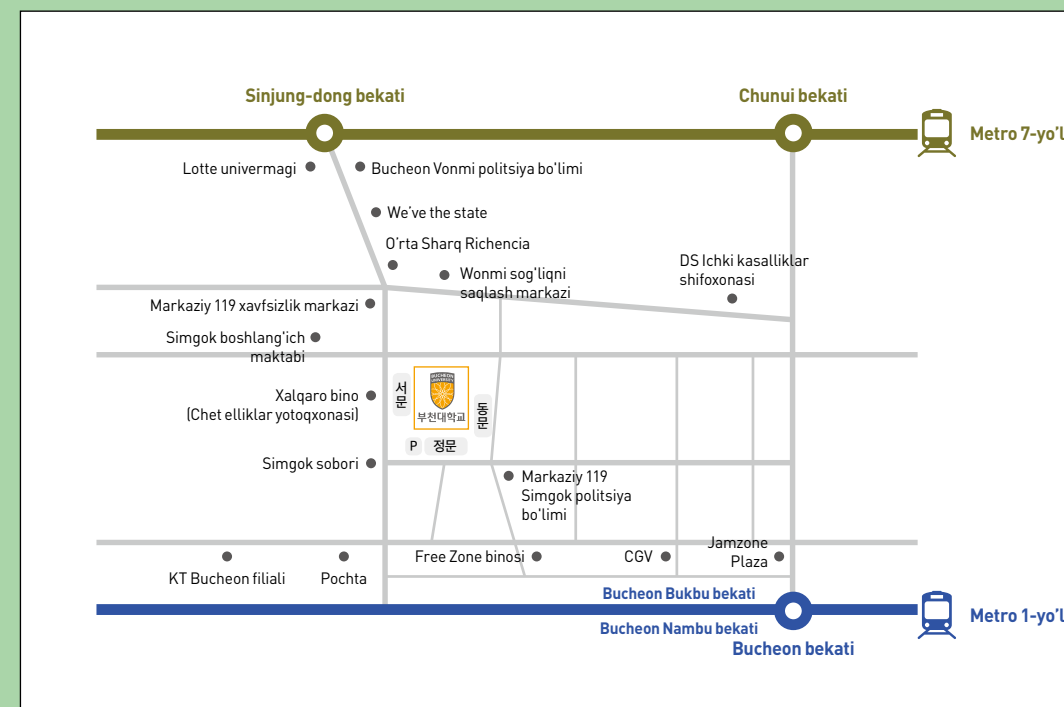 Sinjung-dong bekati
Chunui bekati
Metro 7-yo'l
Lotte univermagi
Bucheon Vonmi politsiya bo'limi
We've the state
O'rta Sharq Richencia
Wonmi sog'liqni
saqlash markazi
DS Ichki kasalliklar
shifoxonasi
Markaziy 119 xavfsizlik markazi
Simgok boshlang'ich
maktabi
Xalqaro bino
(Chet elliklar yotoqxonasi)
서문
BUCHEON
UNIVERSITY
부천대학교
동문
P
정문
Simgok sobori
Markaziy 119
Simgok politsiya
bo'limi
KT Bucheon filiali
Pochta
Free Zone binosi
CGV
Jamzone
Plaza
Bucheon Bukbu bekati
Bucheon Nambu bekati
Metro 1-yo'l
Bucheon bekati